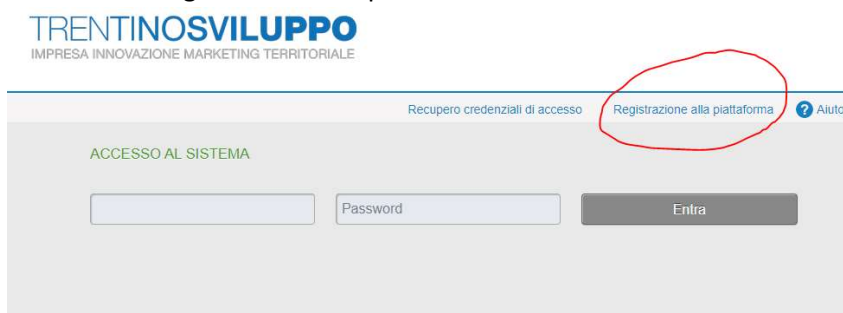 TRENTINOSVILUPPO
IMPRESA INNOVAZIONE MARKETING TERRITORIALE
Recupero credenziali di accesso Registrazione alla piattaforma ? Aiuto
ACCESSO AL SISTEMA
Password Entra